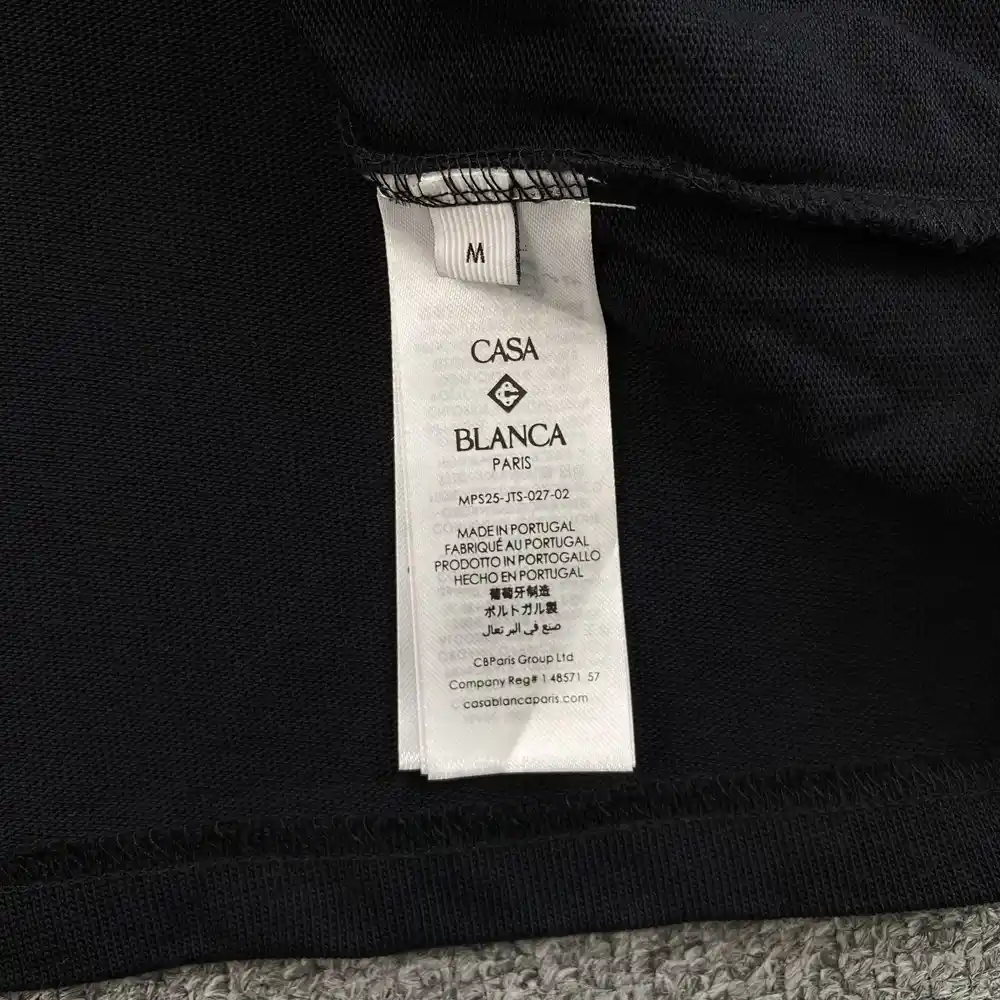 M
CASA
BLANCA
PARIS
MPS25-JTS-027-02
MADE IN PORTUGAL
FABRIQUÉ AU PORTUGAL
PRODOTTO IN PORTOGALLO
HECHO EN PORTUGAL
葡萄牙制造
ポルトガル製
صنع في البر تعال
CBParis Group Ltd
Company Reg# 1 48571 57
casablancaparis.com